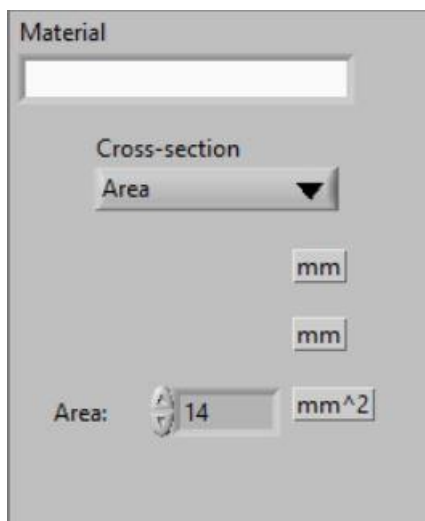 Material
Cross-section
Area
mm
mm
Area: 14 mm^2